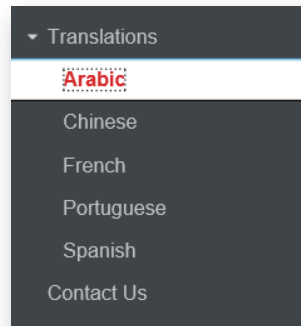 Translations
Arabic
Chinese
French
Portuguese
Spanish
Contact Us